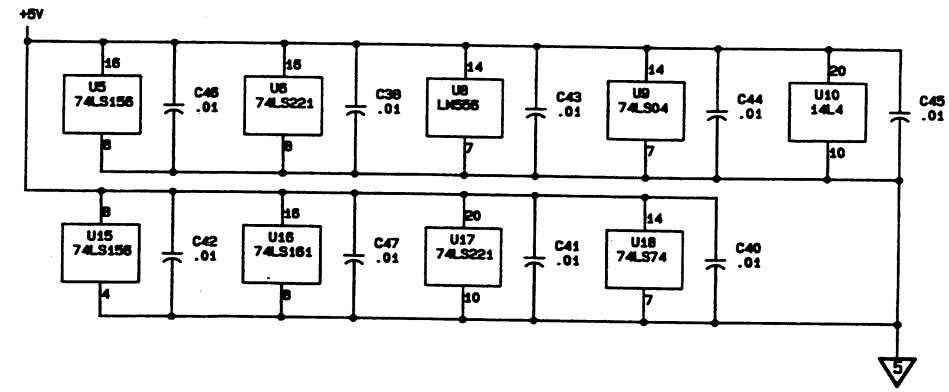 +5V
16
U5
74LS156
8
C46
.01
16
U6
74LS221
8
C38
.01
14
U8
LM556
7
C43
.01
14
U9
74LS04
7
C44
.01
20
U10
14L4
10
C45
.01
8
U15
74LS156
4
C42
.01
16
U16
74LS161
8
C47
.01
20
U17
74LS221
10
C41
.01
14
U18
74LS74
7
C40
.01
5